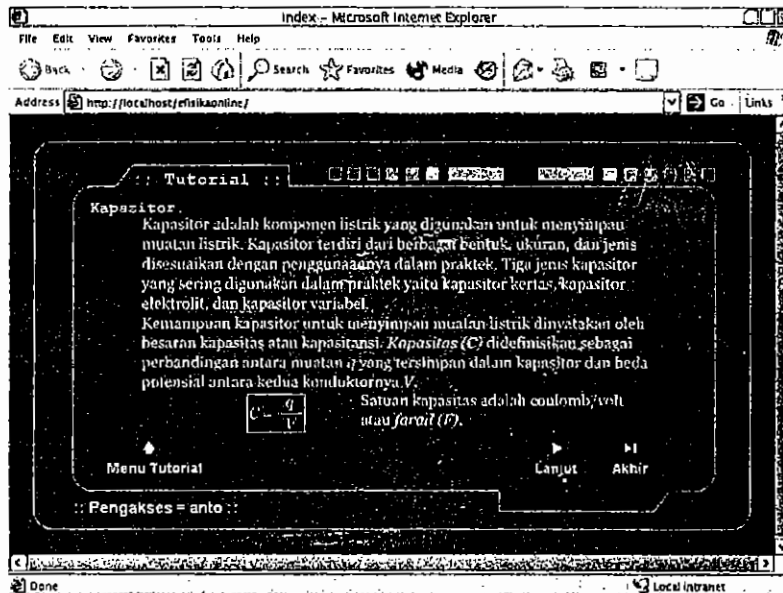 Index - Microsoft Internet Explorer
File Edit View Favorites Tools Help
Back Search Favorites Media
Address http://localhost/efisikaonline/ Go Links
:: Tutorial ::
Kapasitor
Kapasitor adalah komponen listrik yang digunakan untuk menyimpan
muatan listrik. Kapasitor terdiri dari berbagai bentuk, ukuran, dan jenis
disesuaikan dengan penggunaannya dalam praktek. Tiga jenis kapasitor
yang sering digunakan dalam praktek yaitu kapasitor kertas, kapasitor
elektrolit, dan kapasitor variabel.
Kemampuan kapasitor untuk menyimpan muatan listrik dinyatakan oleh
besaran kapasitas atau kapasitansi. Kapasitas (C) didefinisikan sebagai
perbandingan antara muatan q yang tersimpan dalam kapasitor dan beda
potensial antara kedua konduktornya V.
C = q / V
Satuan kapasitas adalah coulomb/volt
atau farad (F).
Menu Tutorial Lanjut Akhir
:: Pengakses = anto ::
Done Local intranet